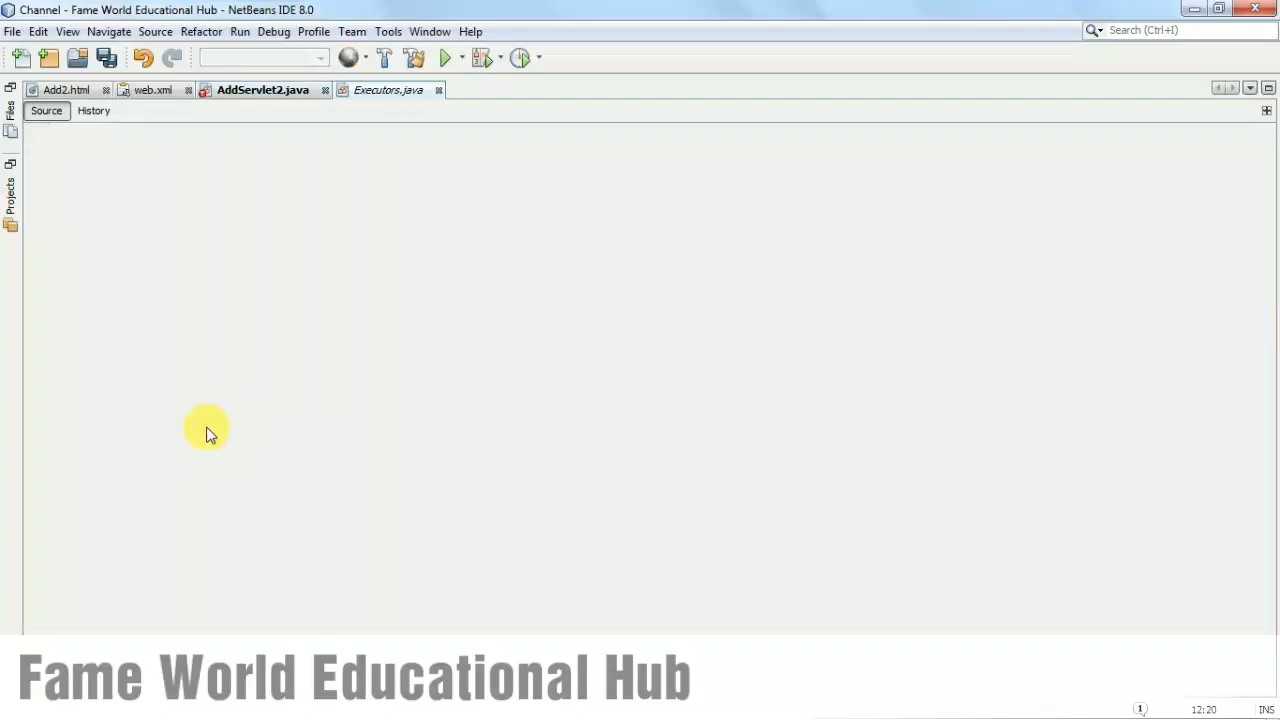 Channel - Fame World Educational Hub - NetBeans IDE 8.0
File Edit View Navigate Source Refactor Run Debug Profile Team Tools Window Help
Search (Ctrl+I)
Add2.html web.xml AddServlet2.java Executors.java
Source History
Files
Projects
Fame World Educational Hub
1 12:20 INS